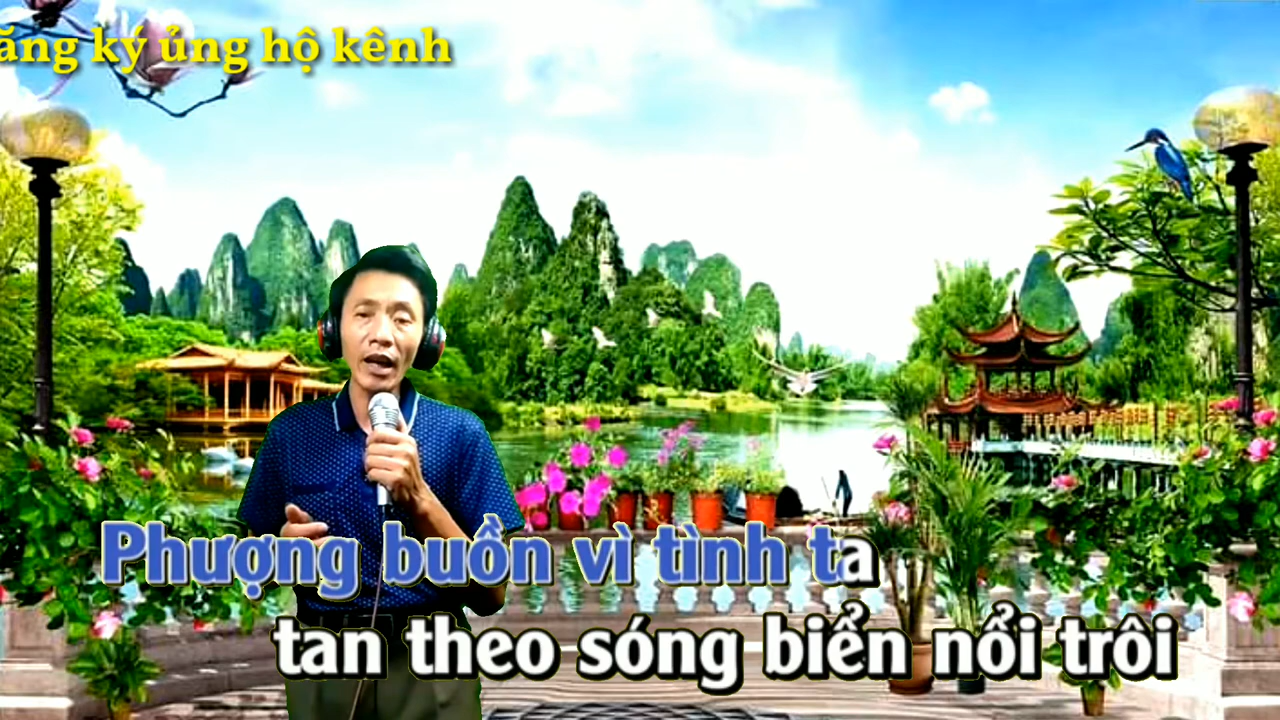 ăng ký ủng hộ kênh
Phượng buồn vì tình ta
tan theo sóng biển nổi trôi